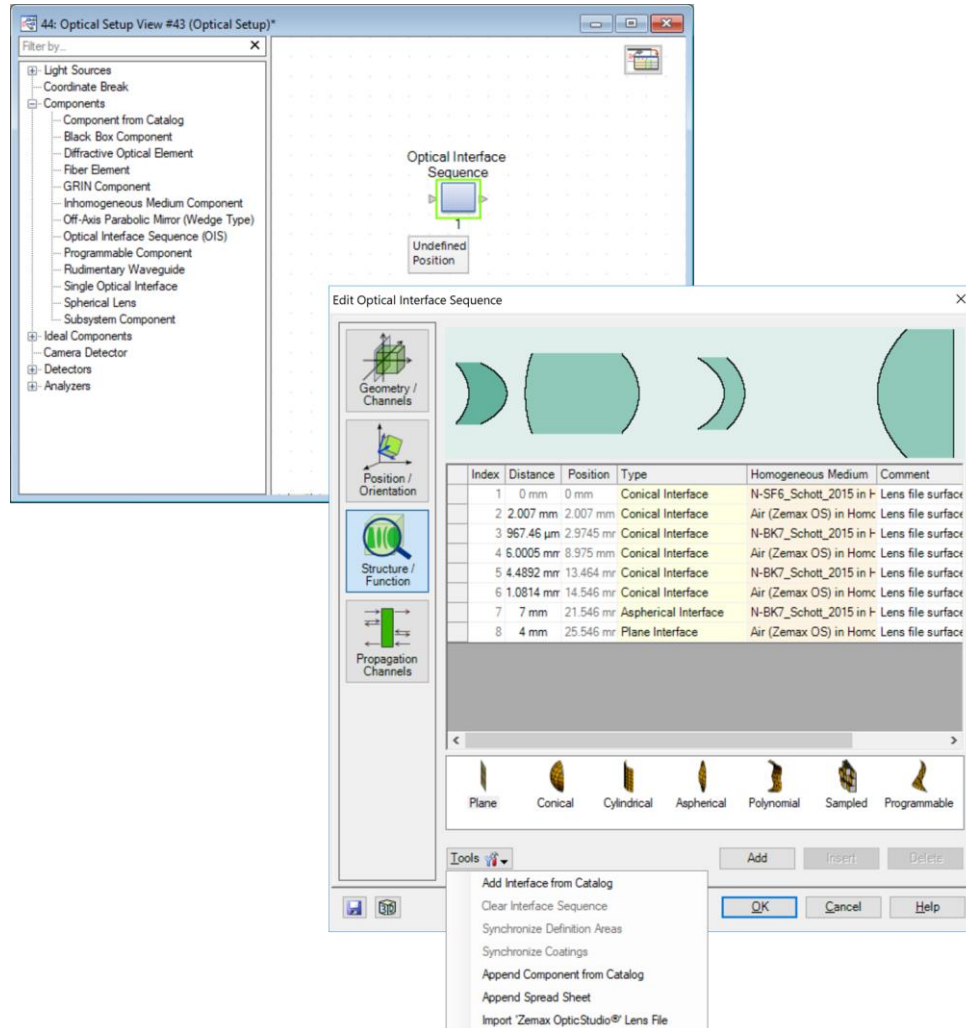 44: Optical Setup View #43 (Optical Setup)*
Filter by...
Light Sources
Coordinate Break
Components
Component from Catalog
Black Box Component
Diffractive Optical Element
Fiber Element
GRIN Component
Inhomogeneous Medium Component
Off-Axis Parabolic Mirror (Wedge Type)
Optical Interface Sequence (OIS)
Programmable Component
Rudimentary Waveguide
Single Optical Interface
Spherical Lens
Subsystem Component
Ideal Components
Camera Detector
Detectors
Analyzers
Optical Interface
Sequence
1
Undefined
Position
Edit Optical Interface Sequence
Geometry /
Channels
Position /
Orientation
Structure /
Function
Propagation
Channels
Index Distance Position Type Homogeneous Medium Comment
1 0 mm 0 mm Conical Interface N-SF6_Schott_2015 in H Lens file surface
2 2.007 mm 2.007 mm Conical Interface Air (Zemax OS) in Homc Lens file surface
3 967.46 µm 2.9745 mr Conical Interface N-BK7_Schott_2015 in H Lens file surface
4 6.0005 mr 8.975 mm Conical Interface Air (Zemax OS) in Homc Lens file surface
5 4.4892 mr 13.464 mr Conical Interface N-BK7_Schott_2015 in H Lens file surface
6 1.0814 mr 14.546 mr Conical Interface Air (Zemax OS) in Homc Lens file surface
7 7 mm 21.546 mr Aspherical Interface N-BK7_Schott_2015 in H Lens file surface
8 4 mm 25.546 mr Plane Interface Air (Zemax OS) in Homc Lens file surface
Plane Conical Cylindrical Aspherical Polynomial Sampled Programmable
Tools Add Insert Delete
Add Interface from Catalog
Clear Interface Sequence
Synchronize Definition Areas
Synchronize Coatings
Append Component from Catalog
Append Spread Sheet
Import 'Zemax OpticStudio®' Lens File
3D
OK Cancel Help